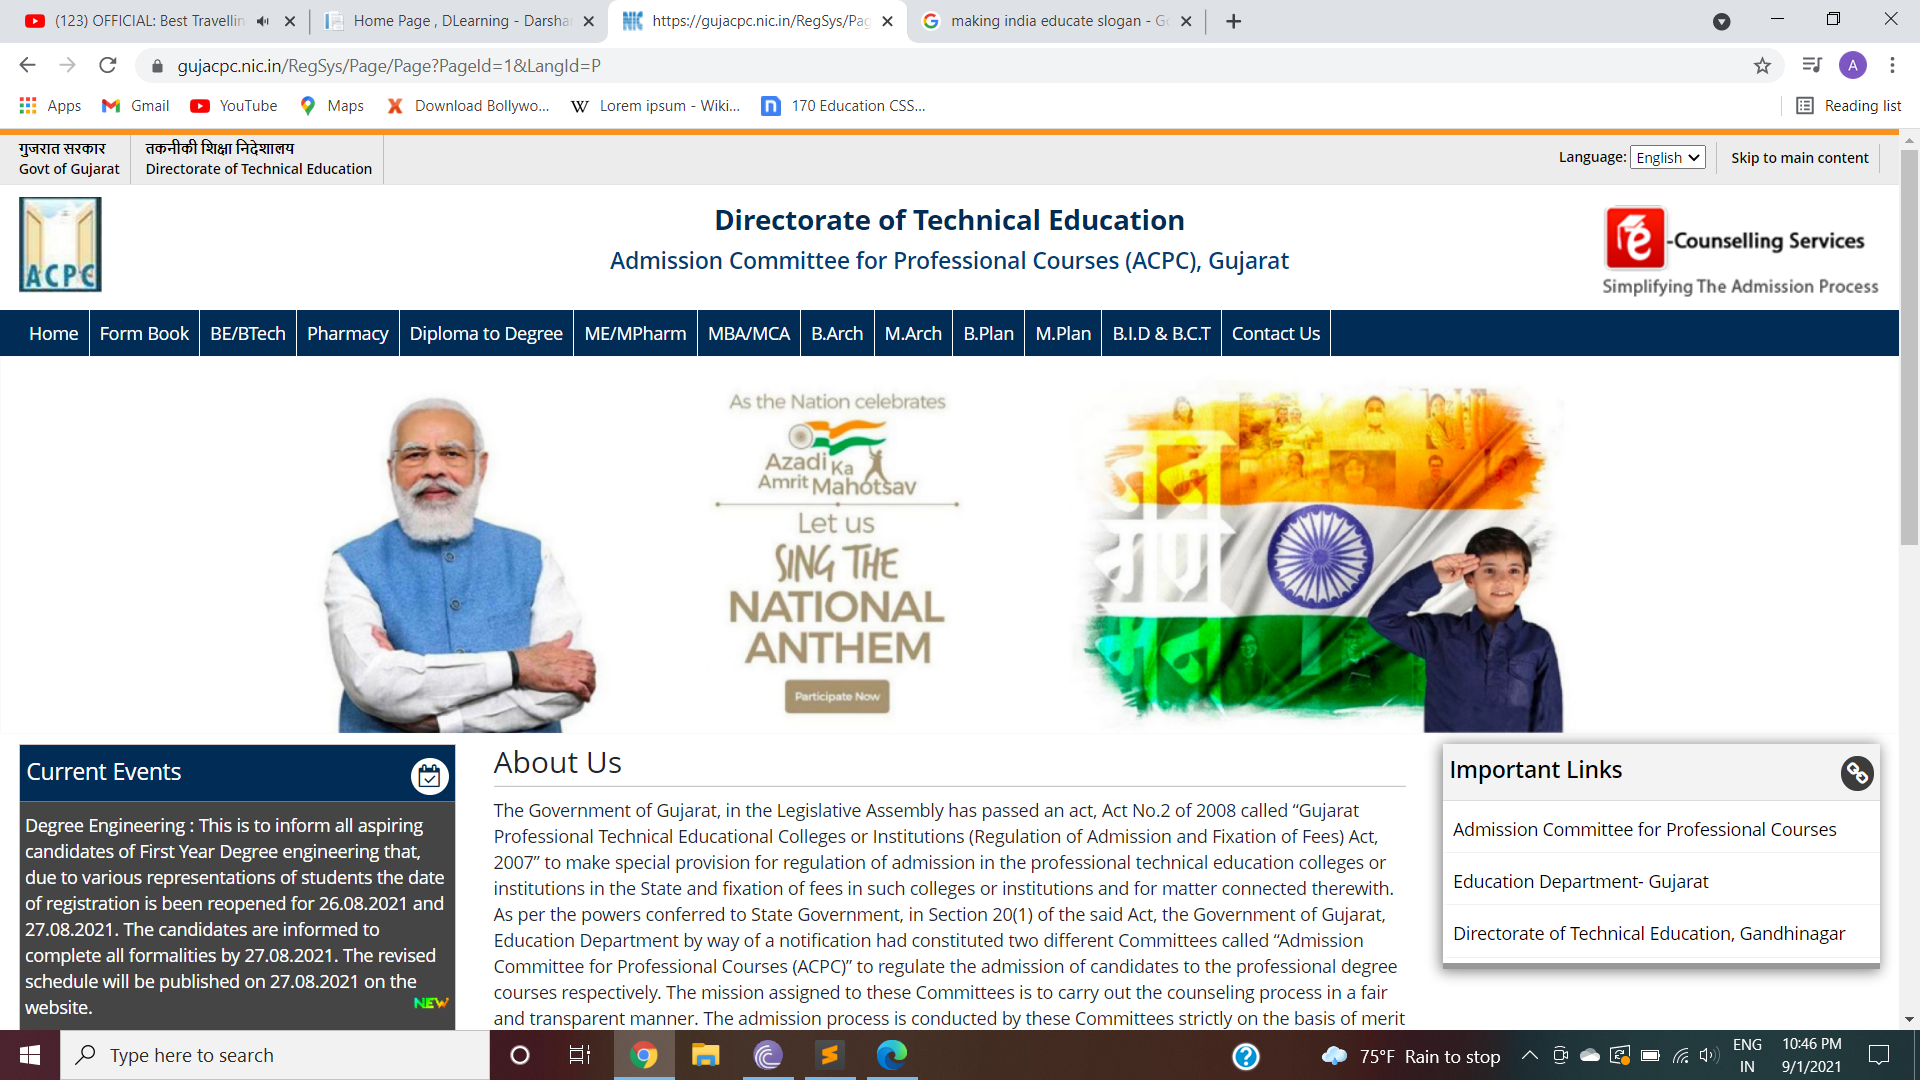 (123) OFFICIAL: Best Travellin
Home Page , DLearning - Darsha
https://gujacpc.nic.in/RegSys/Pag
making india educate slogan - Go
gujacpc.nic.in/RegSys/Page/Page?PageId=1&LangId=P
A
Apps
Gmail
YouTube
Maps
Download Bollywo...
Lorem ipsum - Wiki...
170 Education CSS...
Reading list
गुजरात सरकार
Govt of Gujarat
तकनीकी शिक्षा निदेशालय
Directorate of Technical Education
Language: English
Skip to main content
ACPC
Directorate of Technical Education
Admission Committee for Professional Courses (ACPC), Gujarat
e-Counselling Services
Simplifying The Admission Process
Home
Form Book
BE/BTech
Pharmacy
Diploma to Degree
ME/MPharm
MBA/MCA
B.Arch
M.Arch
B.Plan
M.Plan
B.I.D & B.C.T
Contact Us
As the Nation celebrates
Azadi Ka
Amrit Mahotsav
Let us
SING THE
NATIONAL
ANTHEM
Participate Now
जन
गण
मन
Current Events
Degree Engineering : This is to inform all aspiring
candidates of First Year Degree engineering that,
due to various representations of students the date
of registration is been reopened for 26.08.2021 and
27.08.2021. The candidates are informed to
complete all formalities by 27.08.2021. The revised
schedule will be published on 27.08.2021 on the
website.
NEW
About Us
The Government of Gujarat, in the Legislative Assembly has passed an act, Act No.2 of 2008 called “Gujarat
Professional Technical Educational Colleges or Institutions (Regulation of Admission and Fixation of Fees) Act,
2007” to make special provision for regulation of admission in the professional technical education colleges or
institutions in the State and fixation of fees in such colleges or institutions and for matter connected therewith.
As per the powers conferred to State Government, in Section 20(1) of the said Act, the Government of Gujarat,
Education Department by way of a notification had constituted two different Committees called “Admission
Committee for Professional Courses (ACPC)” to regulate the admission of candidates to the professional degree
courses respectively. The mission assigned to these Committees is to carry out the counseling process in a fair
and transparent manner. The admission process is conducted by these Committees strictly on the basis of merit
Important Links
Admission Committee for Professional Courses
Education Department- Gujarat
Directorate of Technical Education, Gandhinagar
Type here to search
75°F Rain to stop
ENG
IN
10:46 PM
9/1/2021